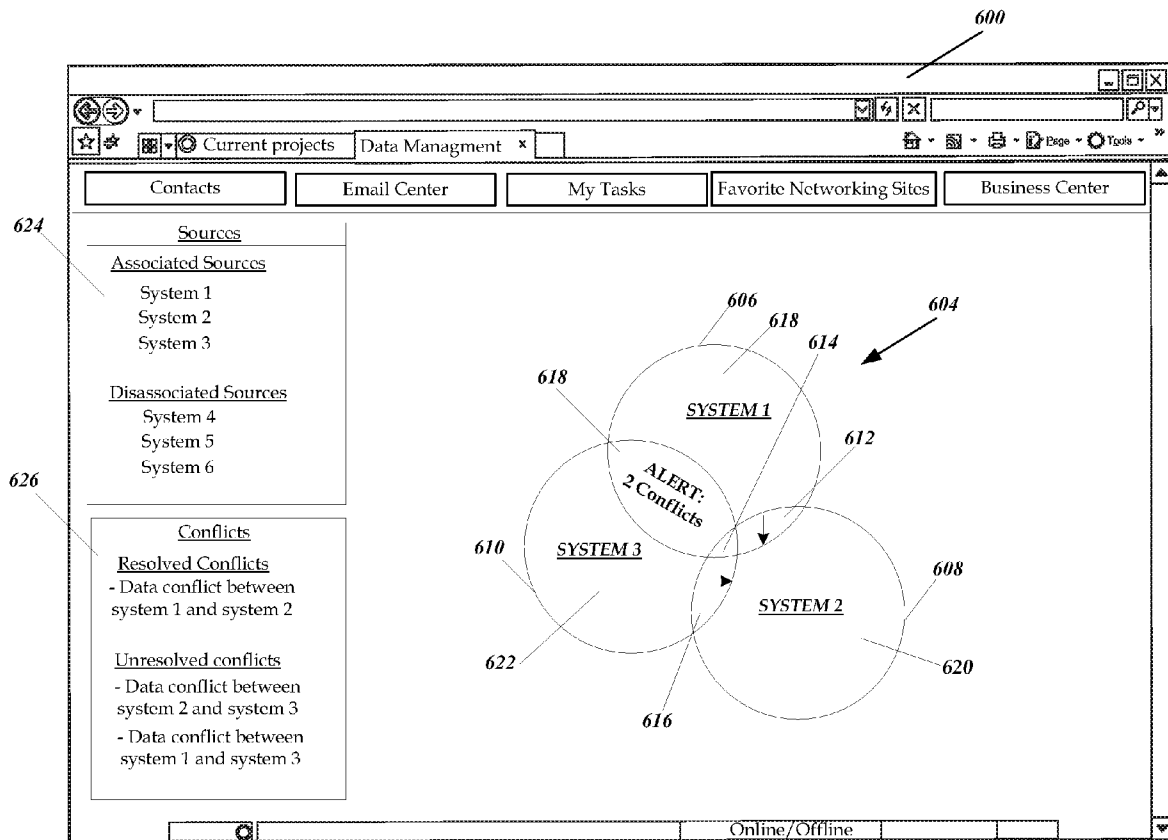 600
Current projects
Data Managment x
Page
Tools
Contacts
Email Center
My Tasks
Favorite Networking Sites
Business Center
624
Sources
Associated Sources
System 1
System 2
System 3
Disassociated Sources
System 4
System 5
System 6
626
Conflicts
Resolved Conflicts
- Data conflict between
system 1 and system 2
Unresolved conflicts
- Data conflict between
system 2 and system 3
- Data conflict between
system 1 and system 3
606
618
614
604
618
SYSTEM 1
612
ALERT:
2 Conflicts
610
SYSTEM 3
608
SYSTEM 2
622
620
616
Online/Offline